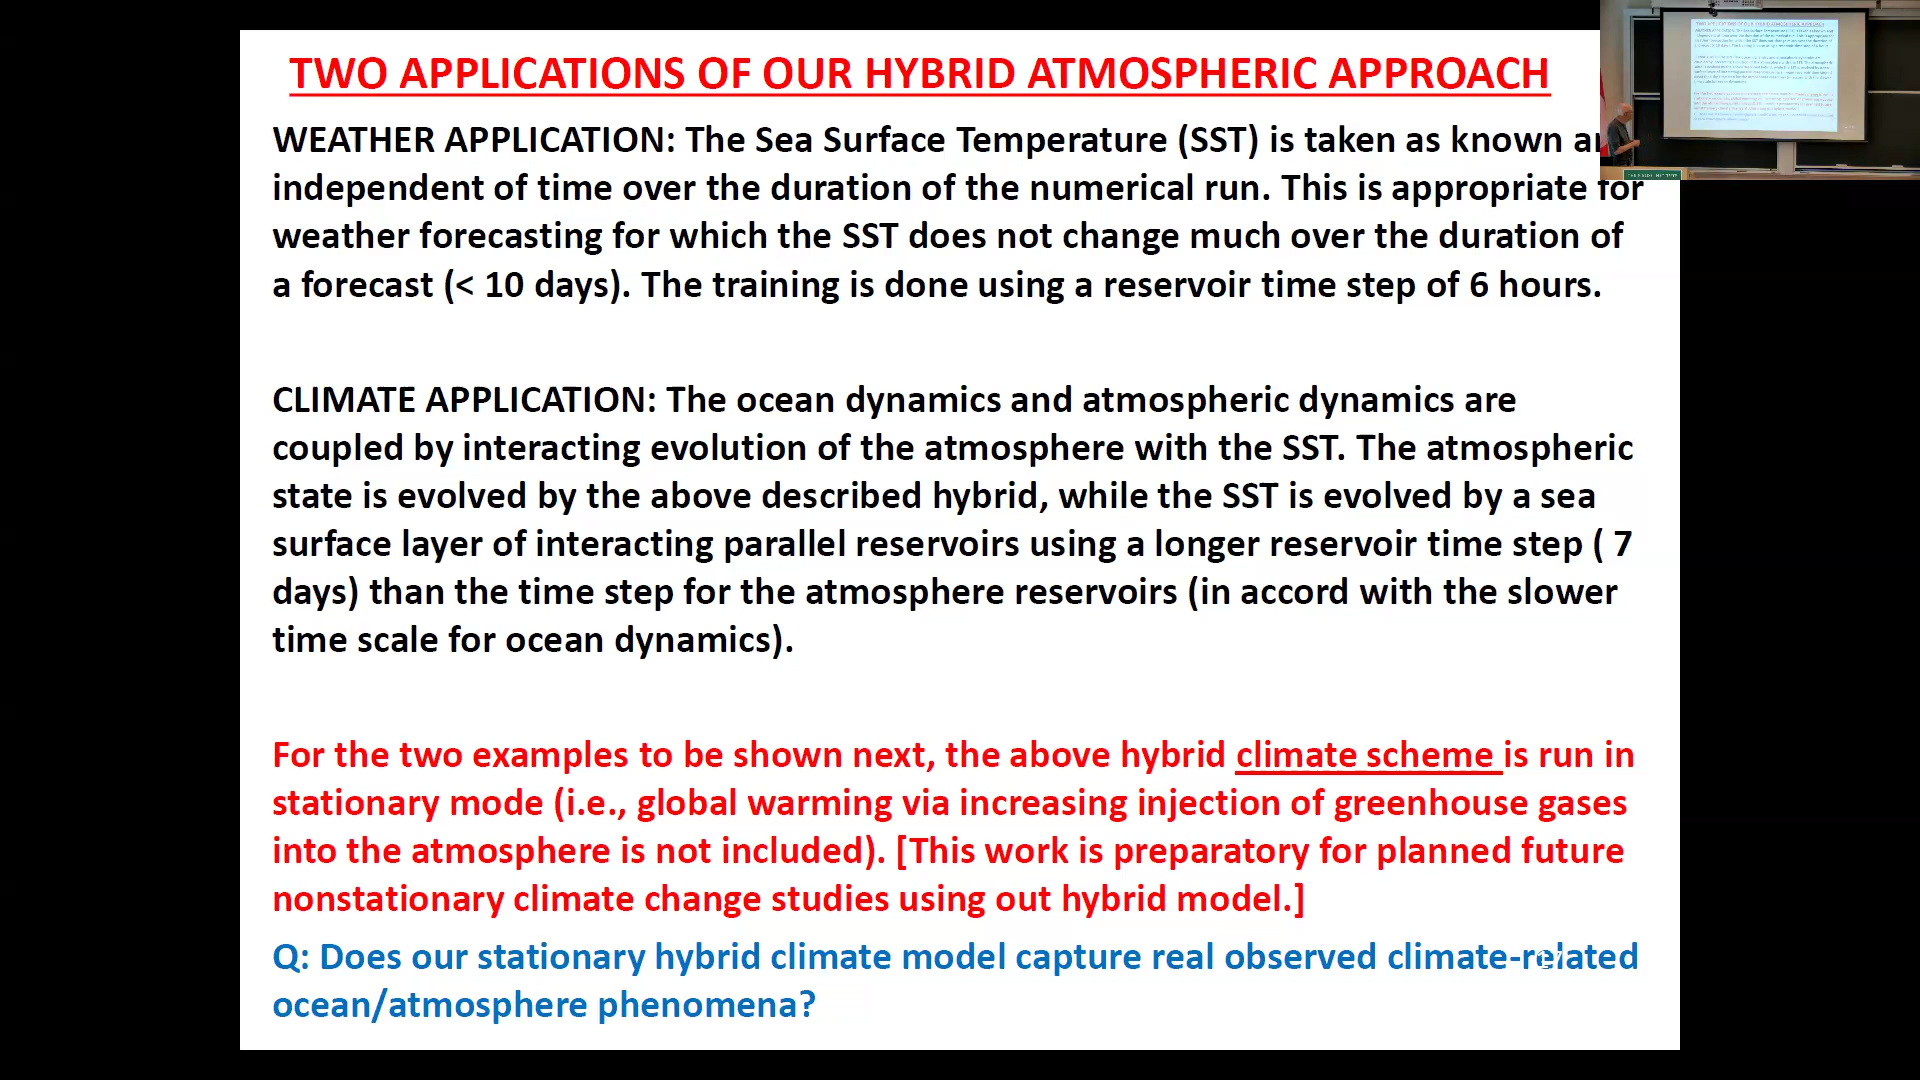 TWO APPLICATIONS OF OUR HYBRID ATMOSPHERIC APPROACH
WEATHER APPLICATION: The Sea Surface Temperature (SST) is taken as known
independent of time over the duration of the numerical run. This is appropriate for
weather forecasting for which the SST does not change much over the duration of
a forecast (< 10 days). The training is done using a reservoir time step of 6 hours.
CLIMATE APPLICATION: The ocean dynamics and atmospheric dynamics are
coupled by interacting evolution of the atmosphere with the SST. The atmospheric
state is evolved by the above described hybrid, while the SST is evolved by a sea
surface layer of interacting parallel reservoirs using a longer reservoir time step ( 7
days) than the time step for the atmosphere reservoirs (in accord with the slower
time scale for ocean dynamics).
For the two examples to be shown next, the above hybrid climate scheme is run in
stationary mode (i.e., global warming via increasing injection of greenhouse gases
into the atmosphere is not included). [This work is preparatory for planned future
nonstationary climate change studies using out hybrid model.]
Q: Does our stationary hybrid climate model capture real observed climate-related
ocean/atmosphere phenomena?